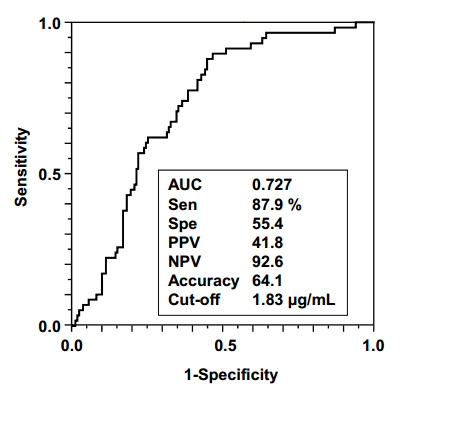 1.0
Sensitivity
0.5
AUC 0.727
Sen 87.9 %
Spe 55.4
PPV 41.8
NPV 92.6
Accuracy 64.1
Cut-off 1.83 µg/mL
0.0
0.0 0.5 1.0
1-Specificity